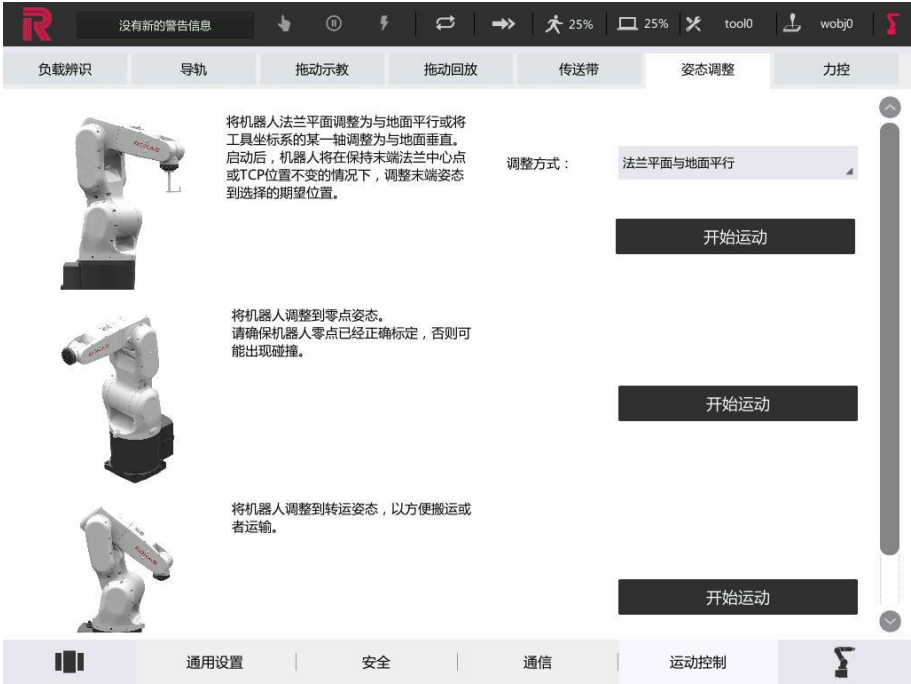 没有新的警告信息
25%
25%
tool0
wobj0
负载辨识
导轨
拖动示教
拖动回放
传送带
姿态调整
力控
将机器人法兰平面调整为与地面平行或将
工具坐标系的某一轴调整为与地面垂直。
启动后，机器人将在保持末端法兰中心点
或TCP位置不变的情况下，调整末端姿态
到选择的期望位置。
调整方式：
法兰平面与地面平行
开始运动
将机器人调整到零点姿态。
请确保机器人零点已经正确标定，否则可
能出现碰撞。
开始运动
将机器人调整到转运姿态，以方便搬运或
者运输。
开始运动
通用设置
安全
通信
运动控制